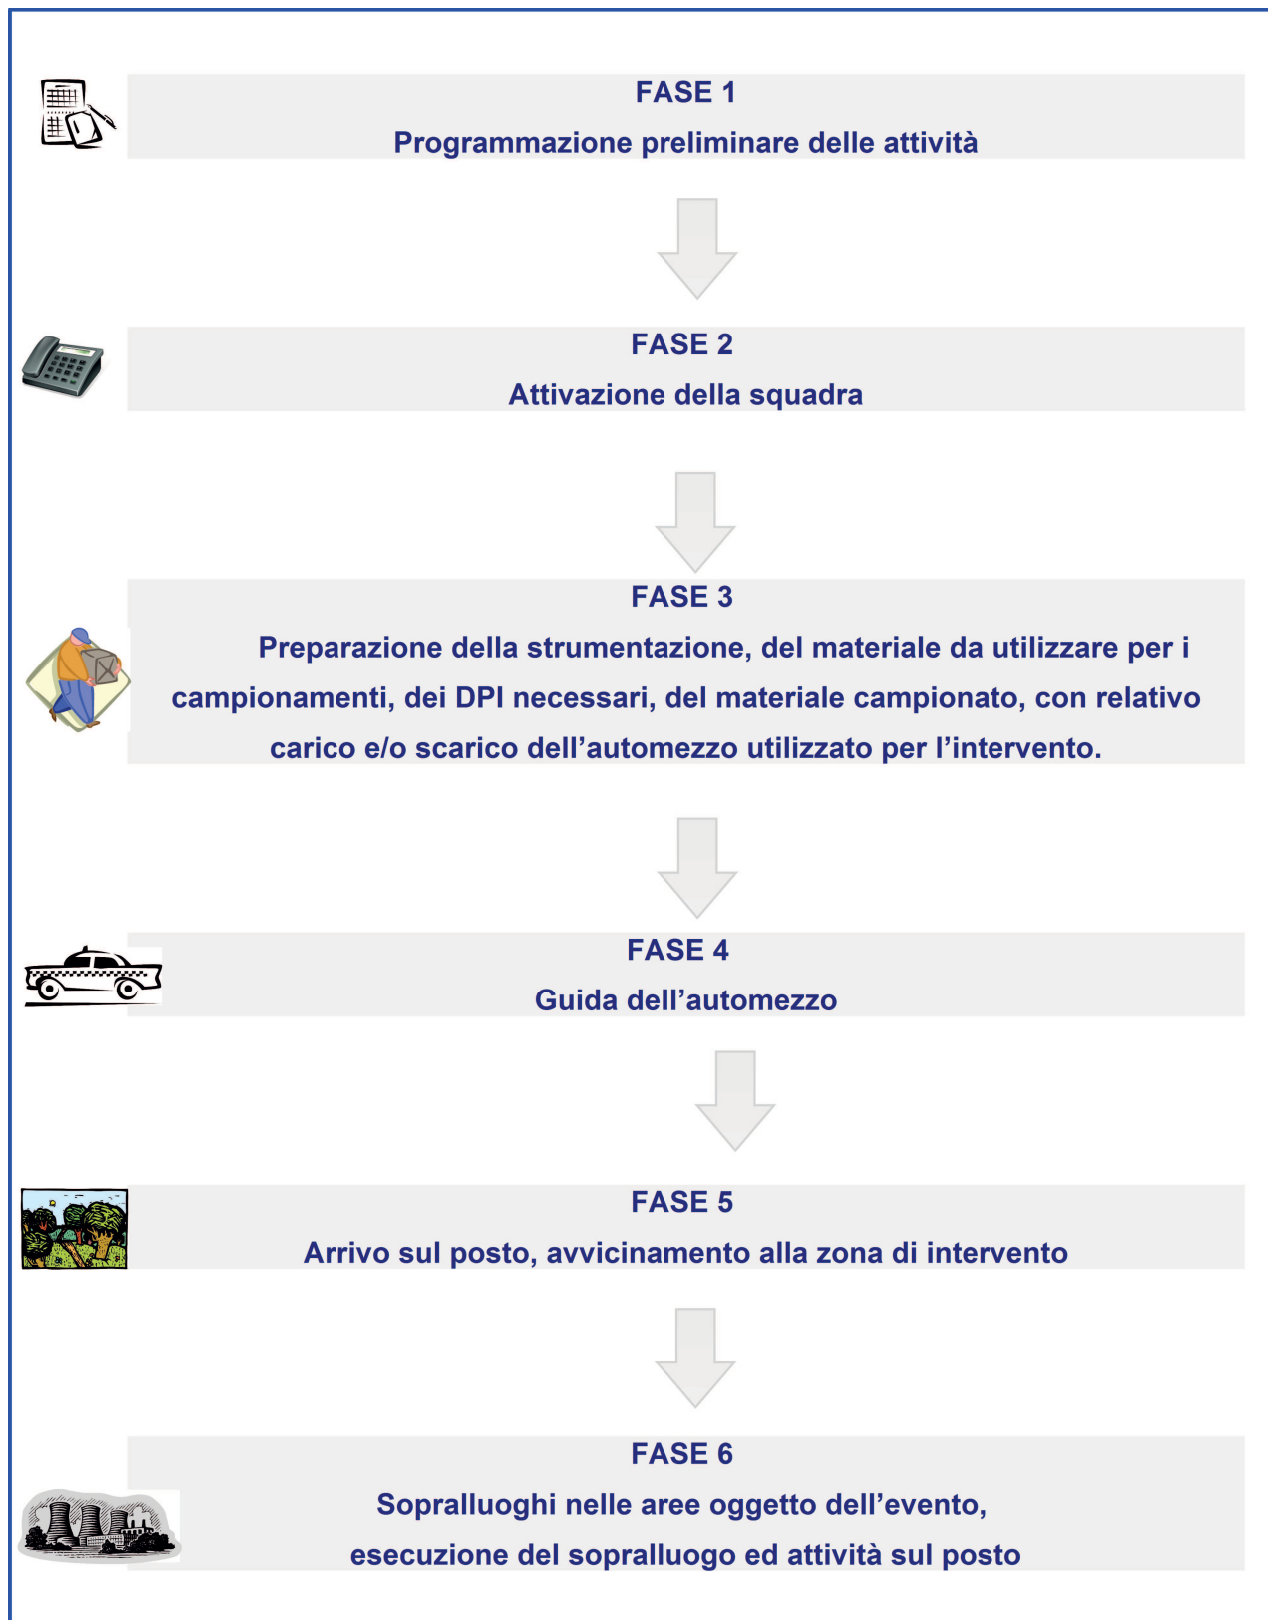 FASE 1
Programmazione preliminare delle attività
FASE 2
Attivazione della squadra
FASE 3
Preparazione della strumentazione, del materiale da utilizzare per i
campionamenti, dei DPI necessari, del materiale campionato, con relativo
carico e/o scarico dell’automezzo utilizzato per l’intervento.
FASE 4
Guida dell’automezzo
FASE 5
Arrivo sul posto, avvicinamento alla zona di intervento
FASE 6
Sopralluoghi nelle aree oggetto dell’evento,
esecuzione del sopralluogo ed attività sul posto